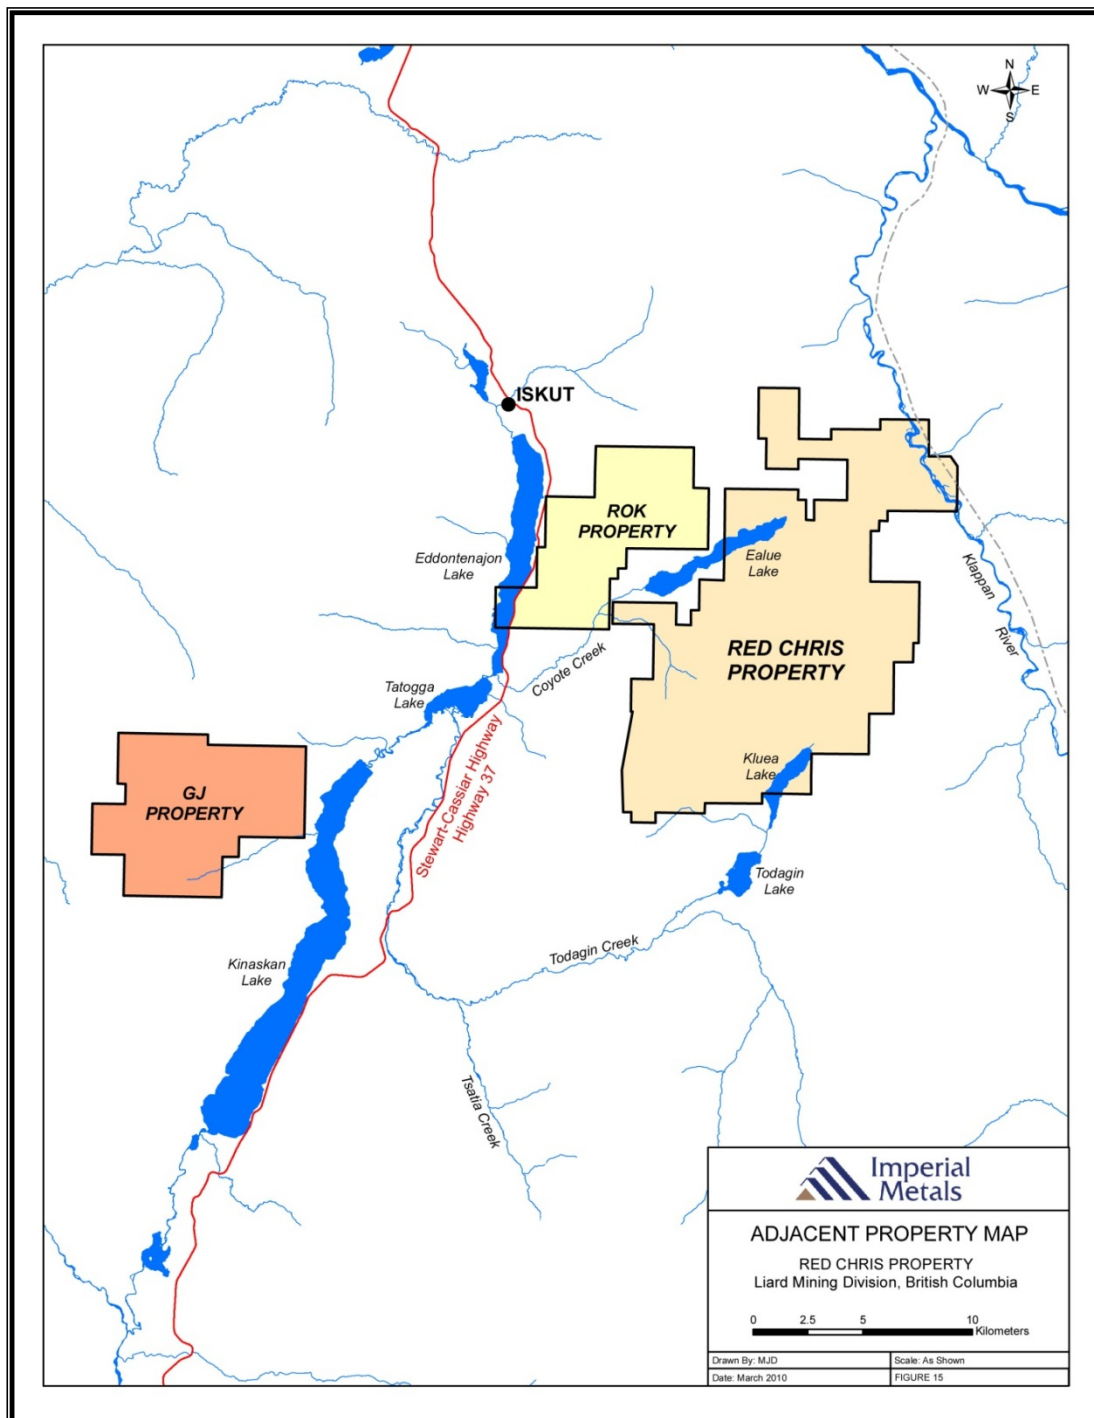 N
W E
S
ISKUT
ROK
PROPERTY
Eddontenajon
Lake
Ealue
Lake
Klappan
River
RED CHRIS
PROPERTY
Coyote Creek
Tatogga
Lake
Stewart-Cassiar Highway
Highway 37
Kluea
Lake
GJ
PROPERTY
Todagin
Lake
Todagin Creek
Kinaskan
Lake
Tsatia Creek
Imperial
Metals
ADJACENT PROPERTY MAP
RED CHRIS PROPERTY
Liard Mining Division, British Columbia
0 2.5 5 10
Kilometers
Drawn By: MJD
Scale: As Shown
Date: March 2010
FIGURE 15